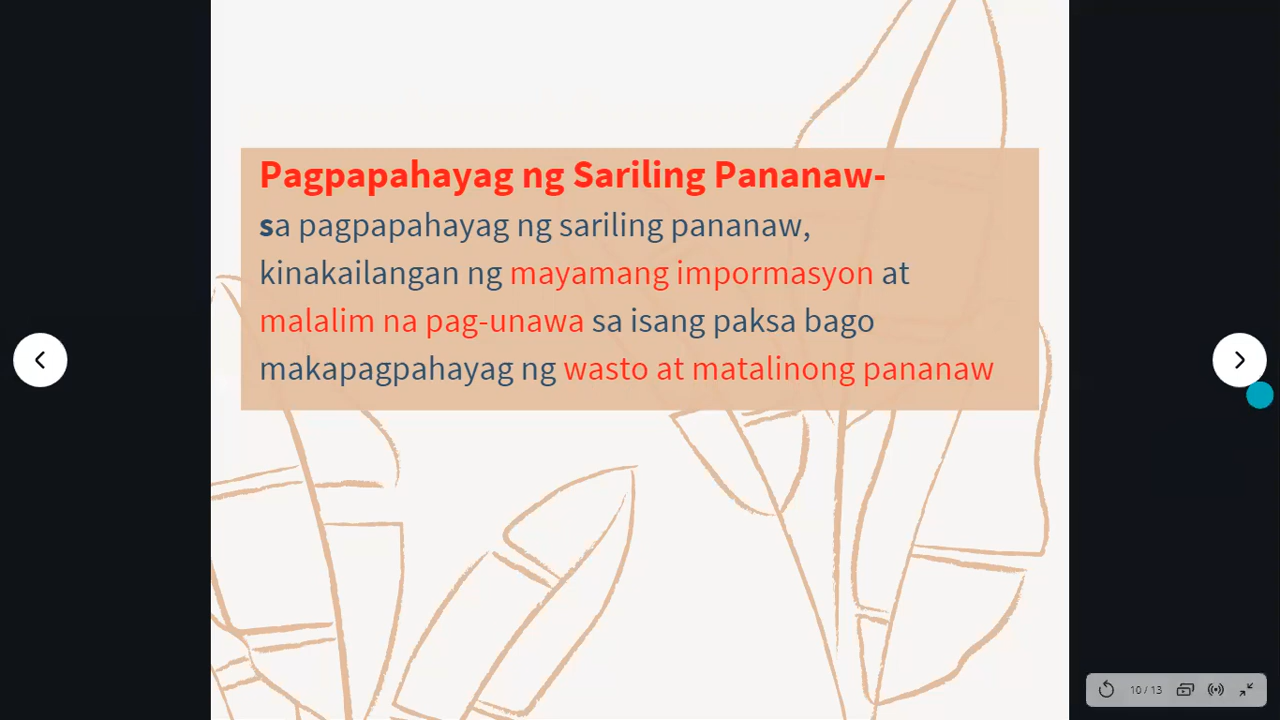 Pagpapahayag ng Sariling Pananaw-
sa pagpapahayag ng sariling pananaw,
kinakailangan ng mayamang impormasyon at
malalim na pag-unawa sa isang paksa bago
makapagpahayag ng wasto at matalinong pananaw
10 / 13